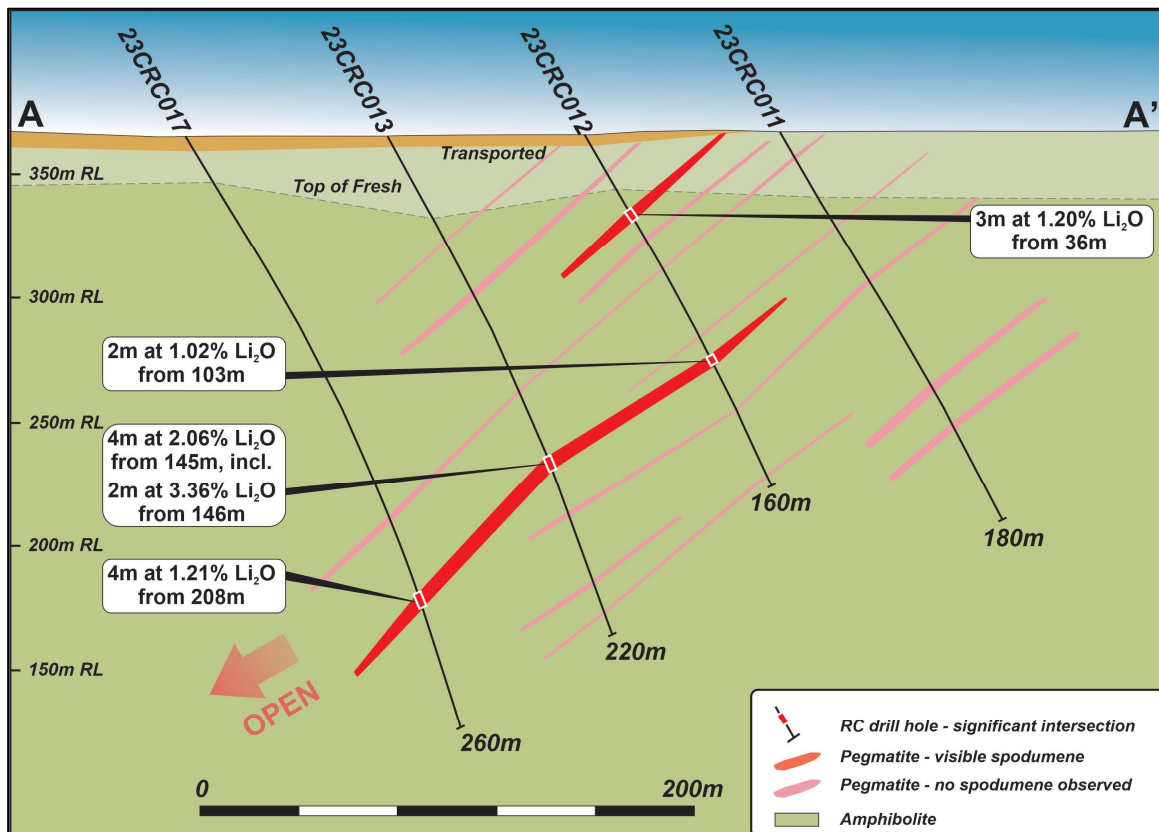 23CRC017
23CRC013
23CRC012
23CRC011
A
A’
Transported
350m RL
Top of Fresh
3m at 1.20% Li₂O
from 36m
300m RL
2m at 1.02% Li₂O
from 103m
250m RL
4m at 2.06% Li₂O
from 145m, incl.
2m at 3.36% Li₂O
from 146m
160m
180m
200m RL
4m at 1.21% Li₂O
from 208m
220m
150m RL
OPEN
260m
0
200m
RC drill hole - significant intersection
Pegmatite - visible spodumene
Pegmatite - no spodumene observed
Amphibolite